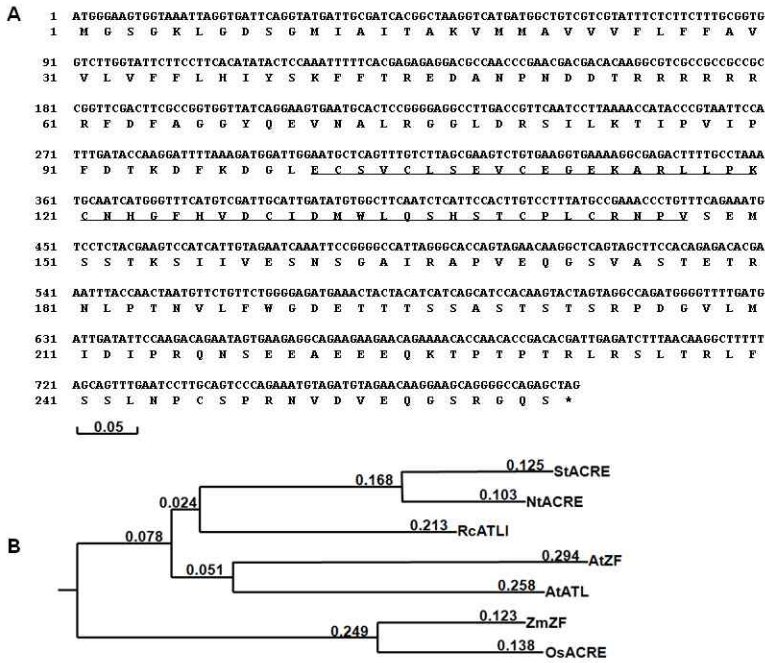 A
1 ATGGGAAGTGGTAAATTAGGTGATTCAGGTATGATTGCGATCACGGCTAAGGTCATGATGGCTGTCGTCGTATTTCTCTTCTTTGCGGTG
1 M G S G K L G D S G M I A I T A K V M M A V V V F L F F A V
91 GTCTTGGTATTCTTCCTTCACATATACTCCAAATTTTTCACGAGAGAGGACGCCAACCCGAACGACGACACAAGGCGTCGCCGCCGCCGC
31 V L V F F L H I Y S K F F T R E D A N P N D D T R R R R R R
181 CGGTTCGACTTCGCCGGTGGTTATCAGGAAGTGAATGCACTCCGGGGAGGCCTTGACCGTTCAATCCTTAAAACCATACCCGTAATTCCA
61 R F D F A G G Y Q E V N A L R G G L D R S I L K T I P V I P
271 TTTGATACCAAGGATTTTAAAGATGGATTGGAATGCTCAGTTTGTCTTAGCGAAGTCTGTGAAGGTGAAAAGGCGAGACTTTTGCCTAAA
91 F D T K D F K D G L E C S V C L S E V C E G E K A R L L P K
361 TGCAATCATGGGTTTCATGTCGATTGCATTGATATGTGGCTTCAATCTCATTCCACTTGTCCTTTATGCCGAAACCCTGTTTCAGAAATG
121 C N H G F H V D C I D M W L Q S H S T C P L C R N P V S E M
451 TCCTCTACGAAGTCCATCATTGTAGAATCAAATTCCGGGGCCATTAGGGCACCAGTAGAACAAGGCTCAGTAGCTTCCACAGAGACACGA
151 S S T K S I I V E S N S G A I R A P V E Q G S V A S T E T R
541 AATTTACCAACTAATGTTCTGTTCTGGGGAGATGAAACTACTACATCATCAGCATCCACAAGTACTAGTAGGCCAGATGGGGTTTTGATG
181 N L P T N V L F W G D E T T T S S A S T S T S R P D G V L M
631 ATTGATATTCCAAGACAGAATAGTGAAGAGGCAGAAGAAGAACAGAAAACACCAACACCGACACGATTGAGATCTTTAACAAGGCTTTTT
211 I D I P R Q N S E E A E E E Q K T P T P T R L R S L T R L F
721 AGCAGTTTGAATCCTTGCAGTCCCAGAAATGTAGATGTAGAACAAGGAAGCAGGGGCCAGAGCTAG
241 S S L N P C S P R N V D V E Q G S R G Q S *
0.05
B
0.125 StACRE
0.168
0.103 NtACRE
0.024
0.213 RcATLI
0.078
0.294 AtZF
0.051
0.258 AtATL
0.123 ZmZF
0.249
0.138 OsACRE